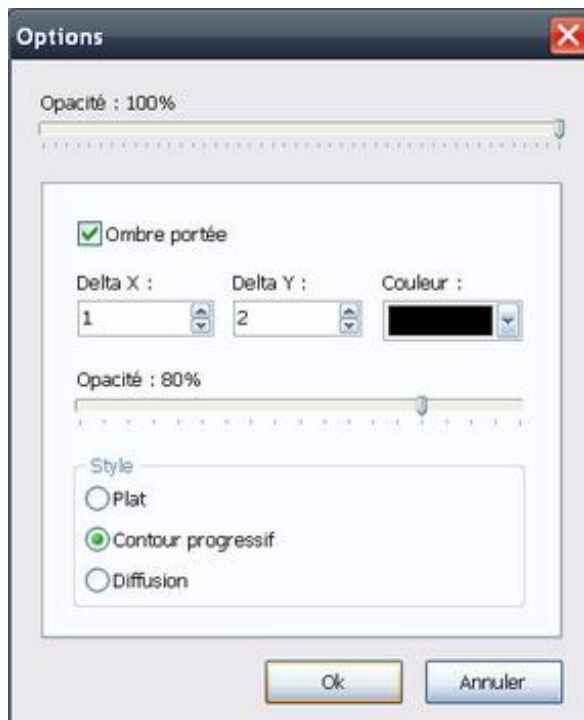 Options
Opacité : 100%
Ombre portée
Delta X : Delta Y : Couleur :
1 2
Opacité : 80%
Style
Plat
Contour progressif
Diffusion
Ok Annuler